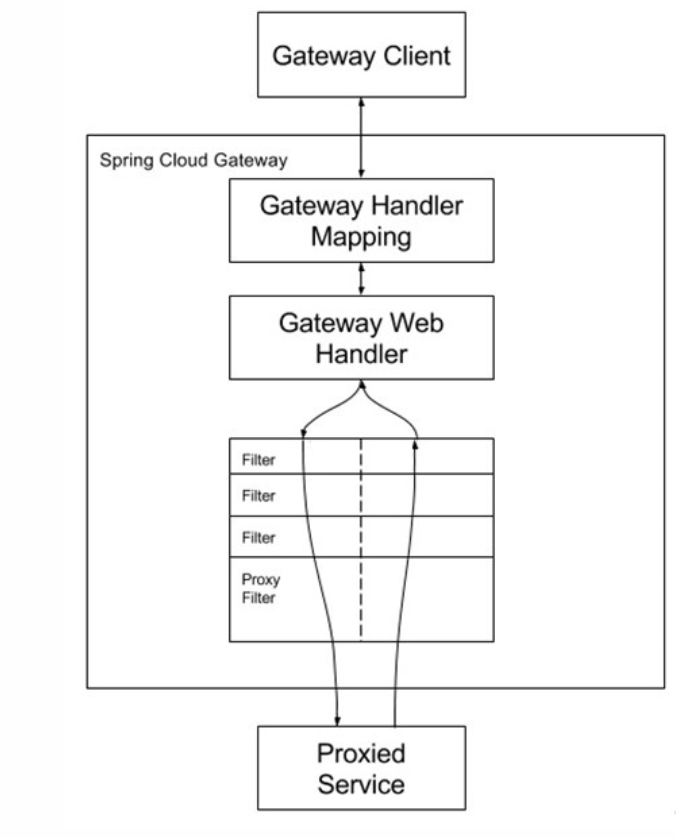 Gateway Client
Spring Cloud Gateway
Gateway Handler
Mapping
Gateway Web
Handler
Filter
Filter
Filter
Proxy
Filter
Proxied
Service